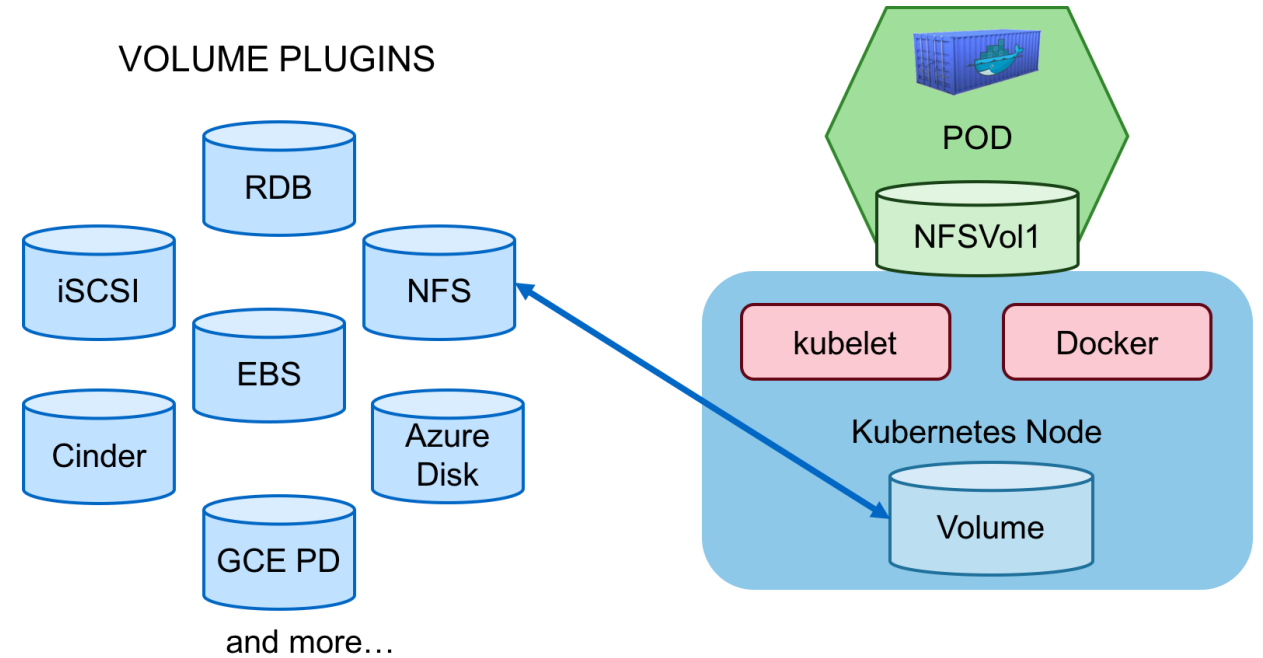 VOLUME PLUGINS
RDB
iSCSI
NFS
EBS
Cinder
Azure
Disk
GCE PD
and more…
POD
NFSVol1
kubelet
Docker
Kubernetes Node
Volume